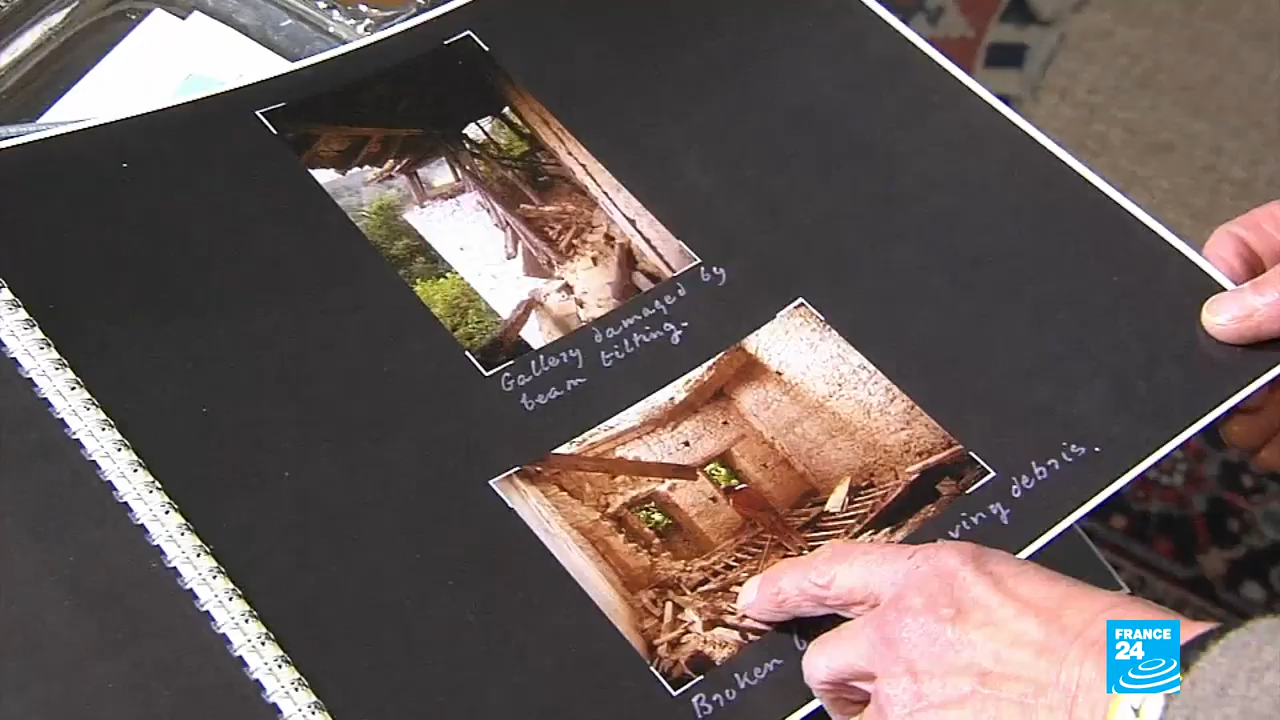 Gallery damaged by
beam tilting.
Broken ving debris.
FRANCE
24